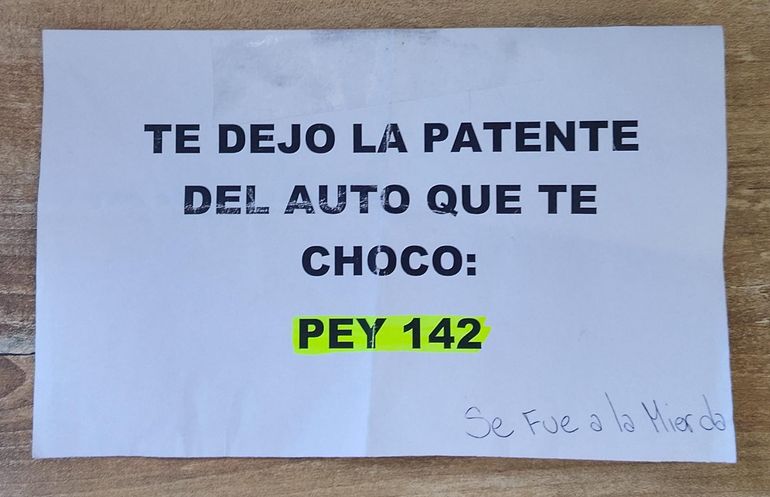 TE DEJO LA PATENTE
DEL AUTO QUE TE
CHOCO:
PEY 142
Se Fue a la Mierda